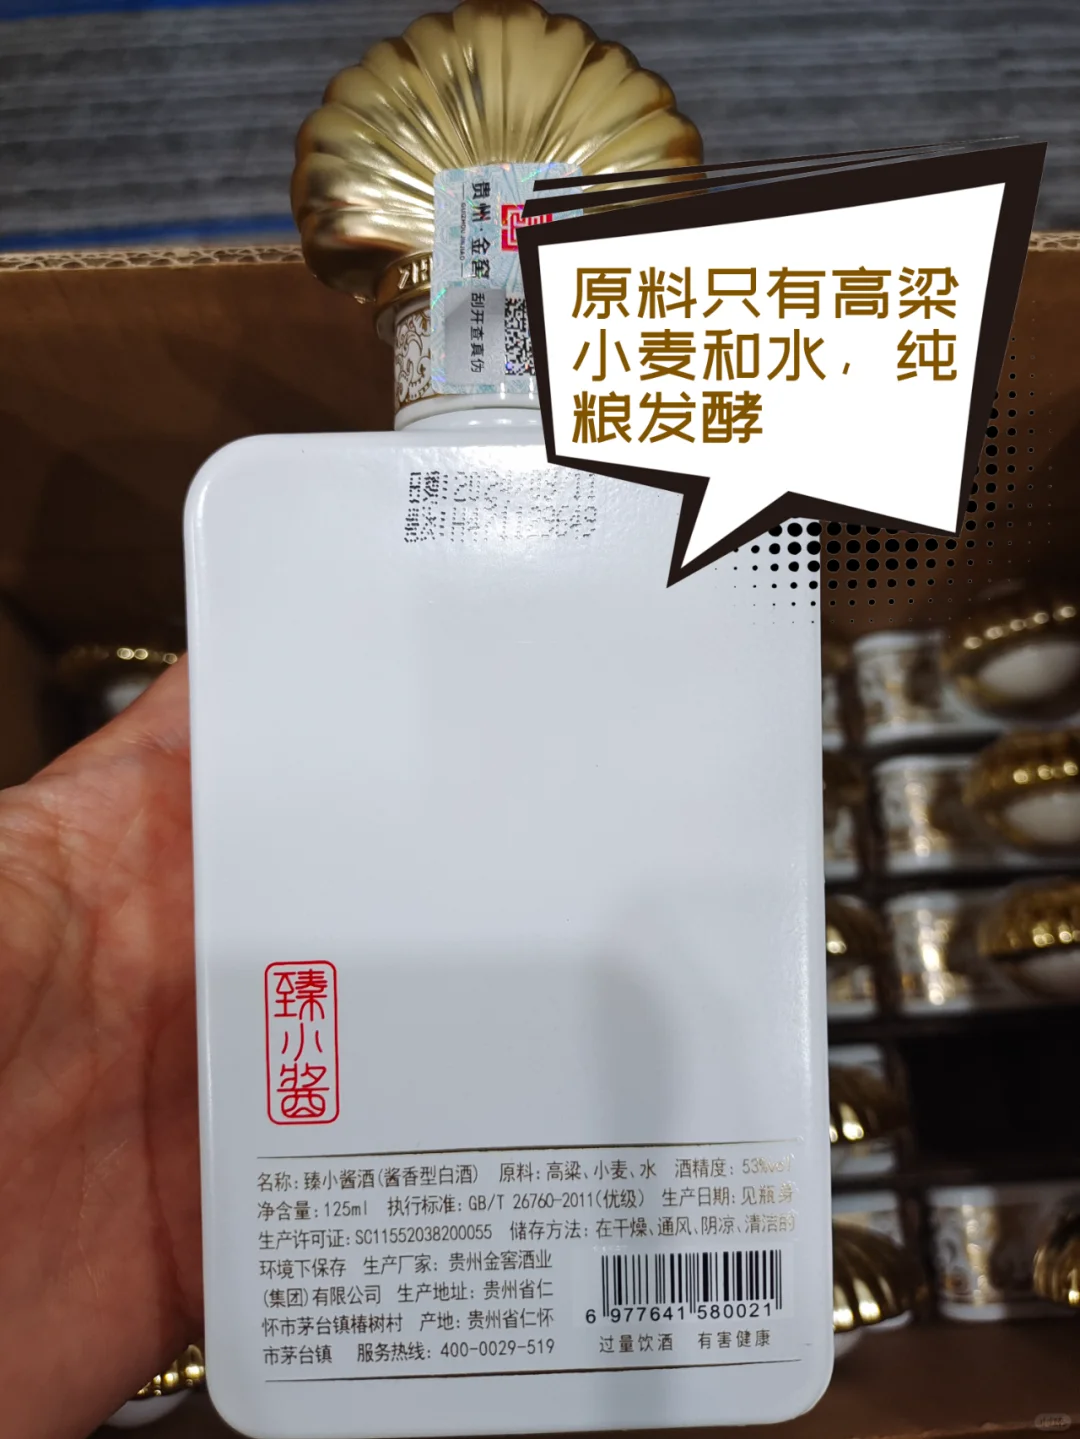 贵州·金窖
GUIZHOU JINJIAO
刮开查真伪
原料只有高粱
小麦和水，纯
粮发酵
臻小酱
名称：臻小酱酒(酱香型白酒) 原料：高粱、小麦、水 酒精度：53%vol
净含量：125ml 执行标准：GB/T 26760-2011(优级) 生产日期：见瓶身
生产许可证：SC11552038200055 储存方法：在干燥、通风、阴凉、清洁的
环境下保存 生产厂家：贵州金窖酒业
(集团)有限公司 生产地址：贵州省仁
怀市茅台镇椿树村 产地：贵州省仁怀
市茅台镇 服务热线：400-0029-519
6 977641 580021
过量饮酒 有害健康